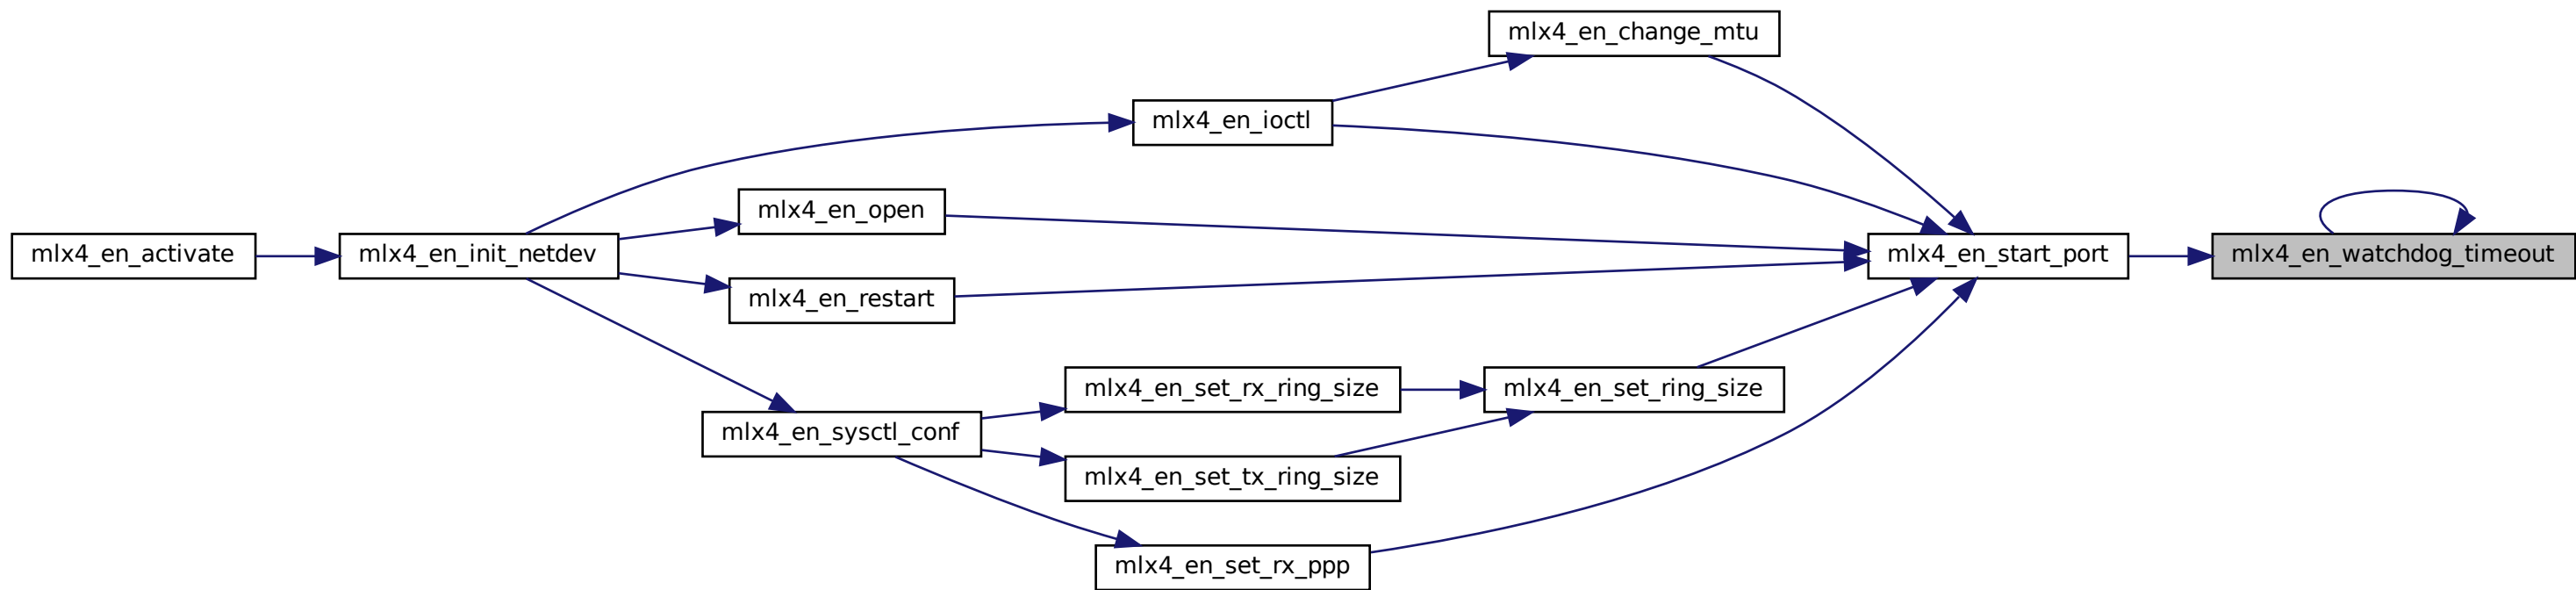 mlx4_en_change_mtu
mlx4_en_ioctl
mlx4_en_open
mlx4_en_activate
mlx4_en_init_netdev
mlx4_en_start_port
mlx4_en_watchdog_timeout
mlx4_en_restart
mlx4_en_set_rx_ring_size
mlx4_en_set_ring_size
mlx4_en_sysctl_conf
mlx4_en_set_tx_ring_size
mlx4_en_set_rx_ppp